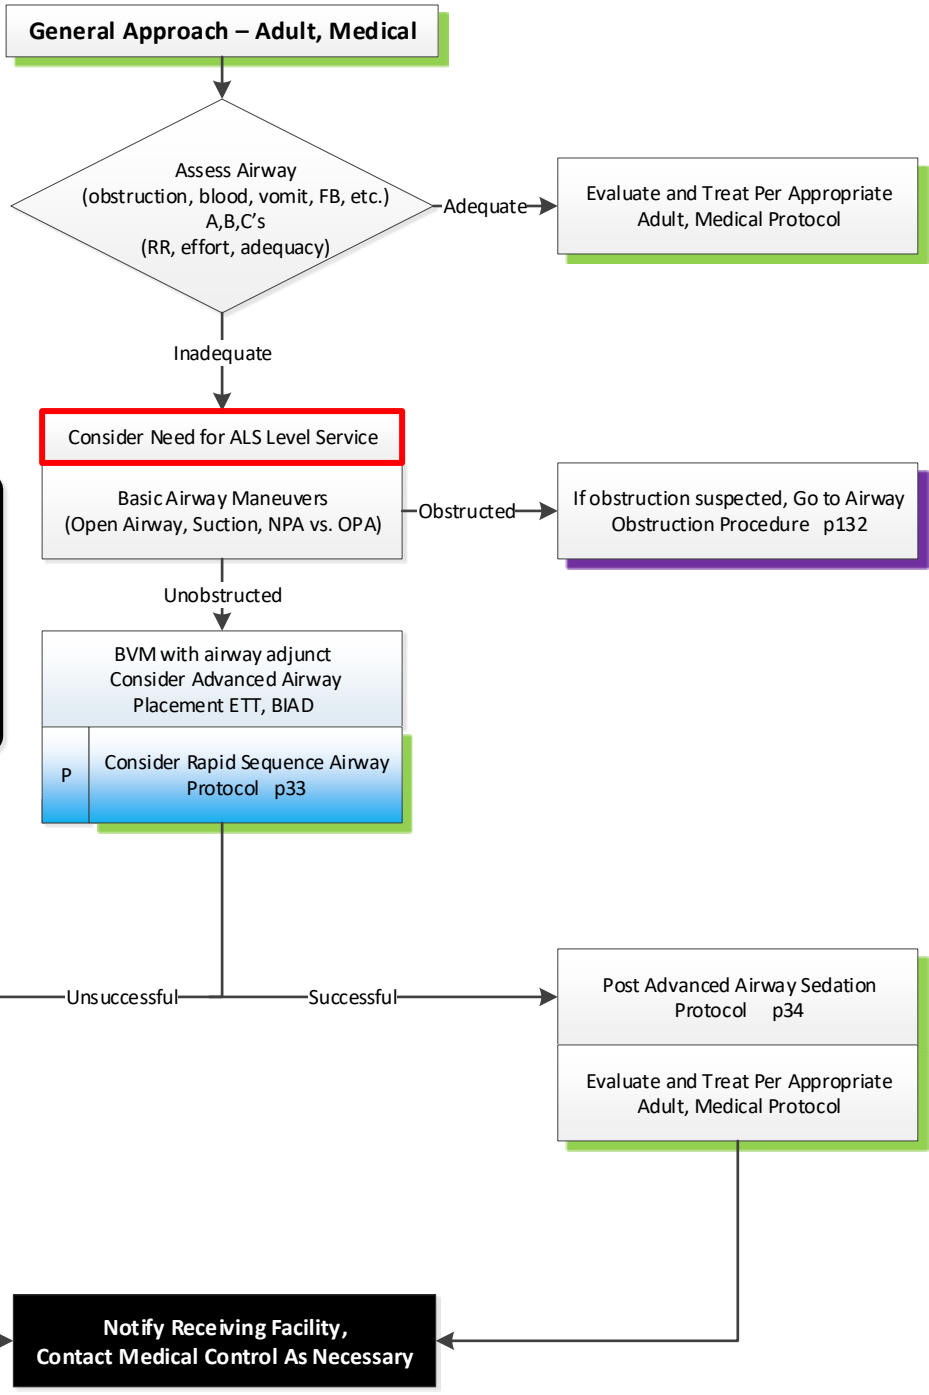 General Approach – Adult, Medical
Assess Airway
(obstruction, blood, vomit, FB, etc.)
A,B,C's
(RR, effort, adequacy)
Adequate
Evaluate and Treat Per Appropriate
Adult, Medical Protocol
Inadequate
Consider Need for ALS Level Service
Basic Airway Maneuvers
(Open Airway, Suction, NPA vs. OPA)
Obstructed
If obstruction suspected, Go to Airway
Obstruction Procedure p132
Unobstructed
BVM with airway adjunct
Consider Advanced Airway
Placement ETT, BIAD
P
Consider Rapid Sequence Airway
Protocol p33
Unsuccessful
Successful
Post Advanced Airway Sedation
Protocol p34
Evaluate and Treat Per Appropriate
Adult, Medical Protocol
Notify Receiving Facility,
Contact Medical Control As Necessary